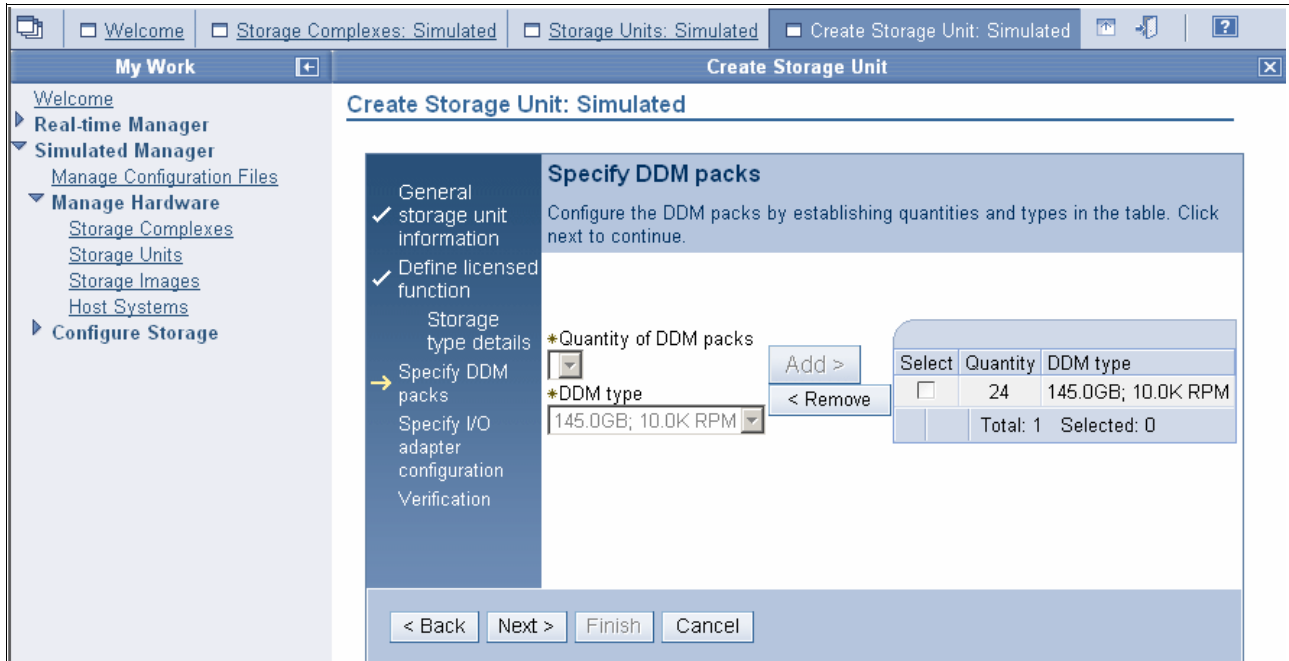 Welcome
Storage Complexes: Simulated
Storage Units: Simulated
Create Storage Unit: Simulated
?
My Work
Create Storage Unit
Welcome
Real-time Manager
Simulated Manager
Manage Configuration Files
Manage Hardware
Storage Complexes
Storage Units
Storage Images
Host Systems
Configure Storage
Create Storage Unit: Simulated
General
storage unit
information
Define licensed
function
Storage
type details
Specify DDM
packs
Specify I/O
adapter
configuration
Verification
Specify DDM packs
Configure the DDM packs by establishing quantities and types in the table. Click
next to continue.
*Quantity of DDM packs
*DDM type
145.0GB; 10.0K RPM
Add >
< Remove
Select Quantity DDM type
24 145.0GB; 10.0K RPM
Total: 1 Selected: 0
< Back Next > Finish Cancel